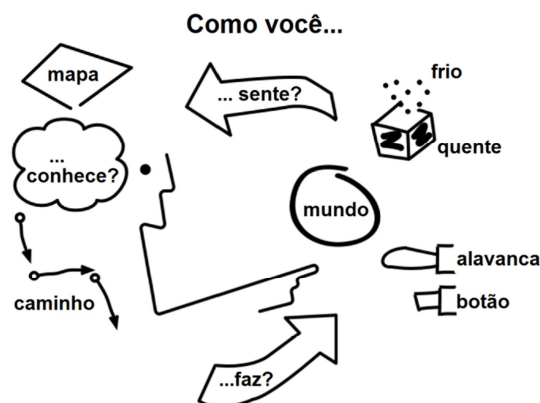 Como você...
mapa
... sente?
frio
quente
...
conhece?
mundo
alavanca
botão
caminho
...faz?